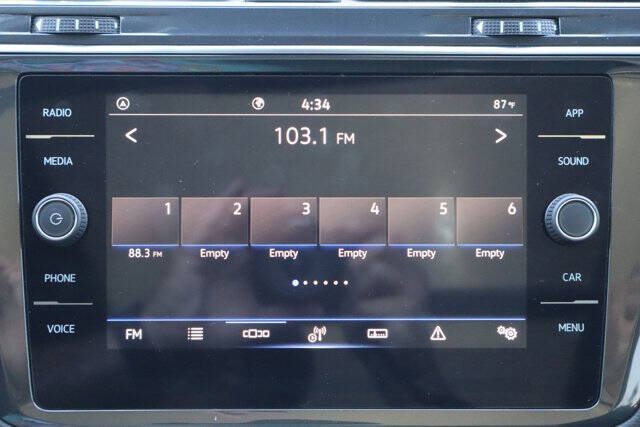 RADIO
MEDIA
PHONE
VOICE
4:34
87 °F
103.1 FM
1 2 3 4 5 6
88.3 FM Empty Empty Empty Empty Empty
FM
APP
SOUND
CAR
MENU